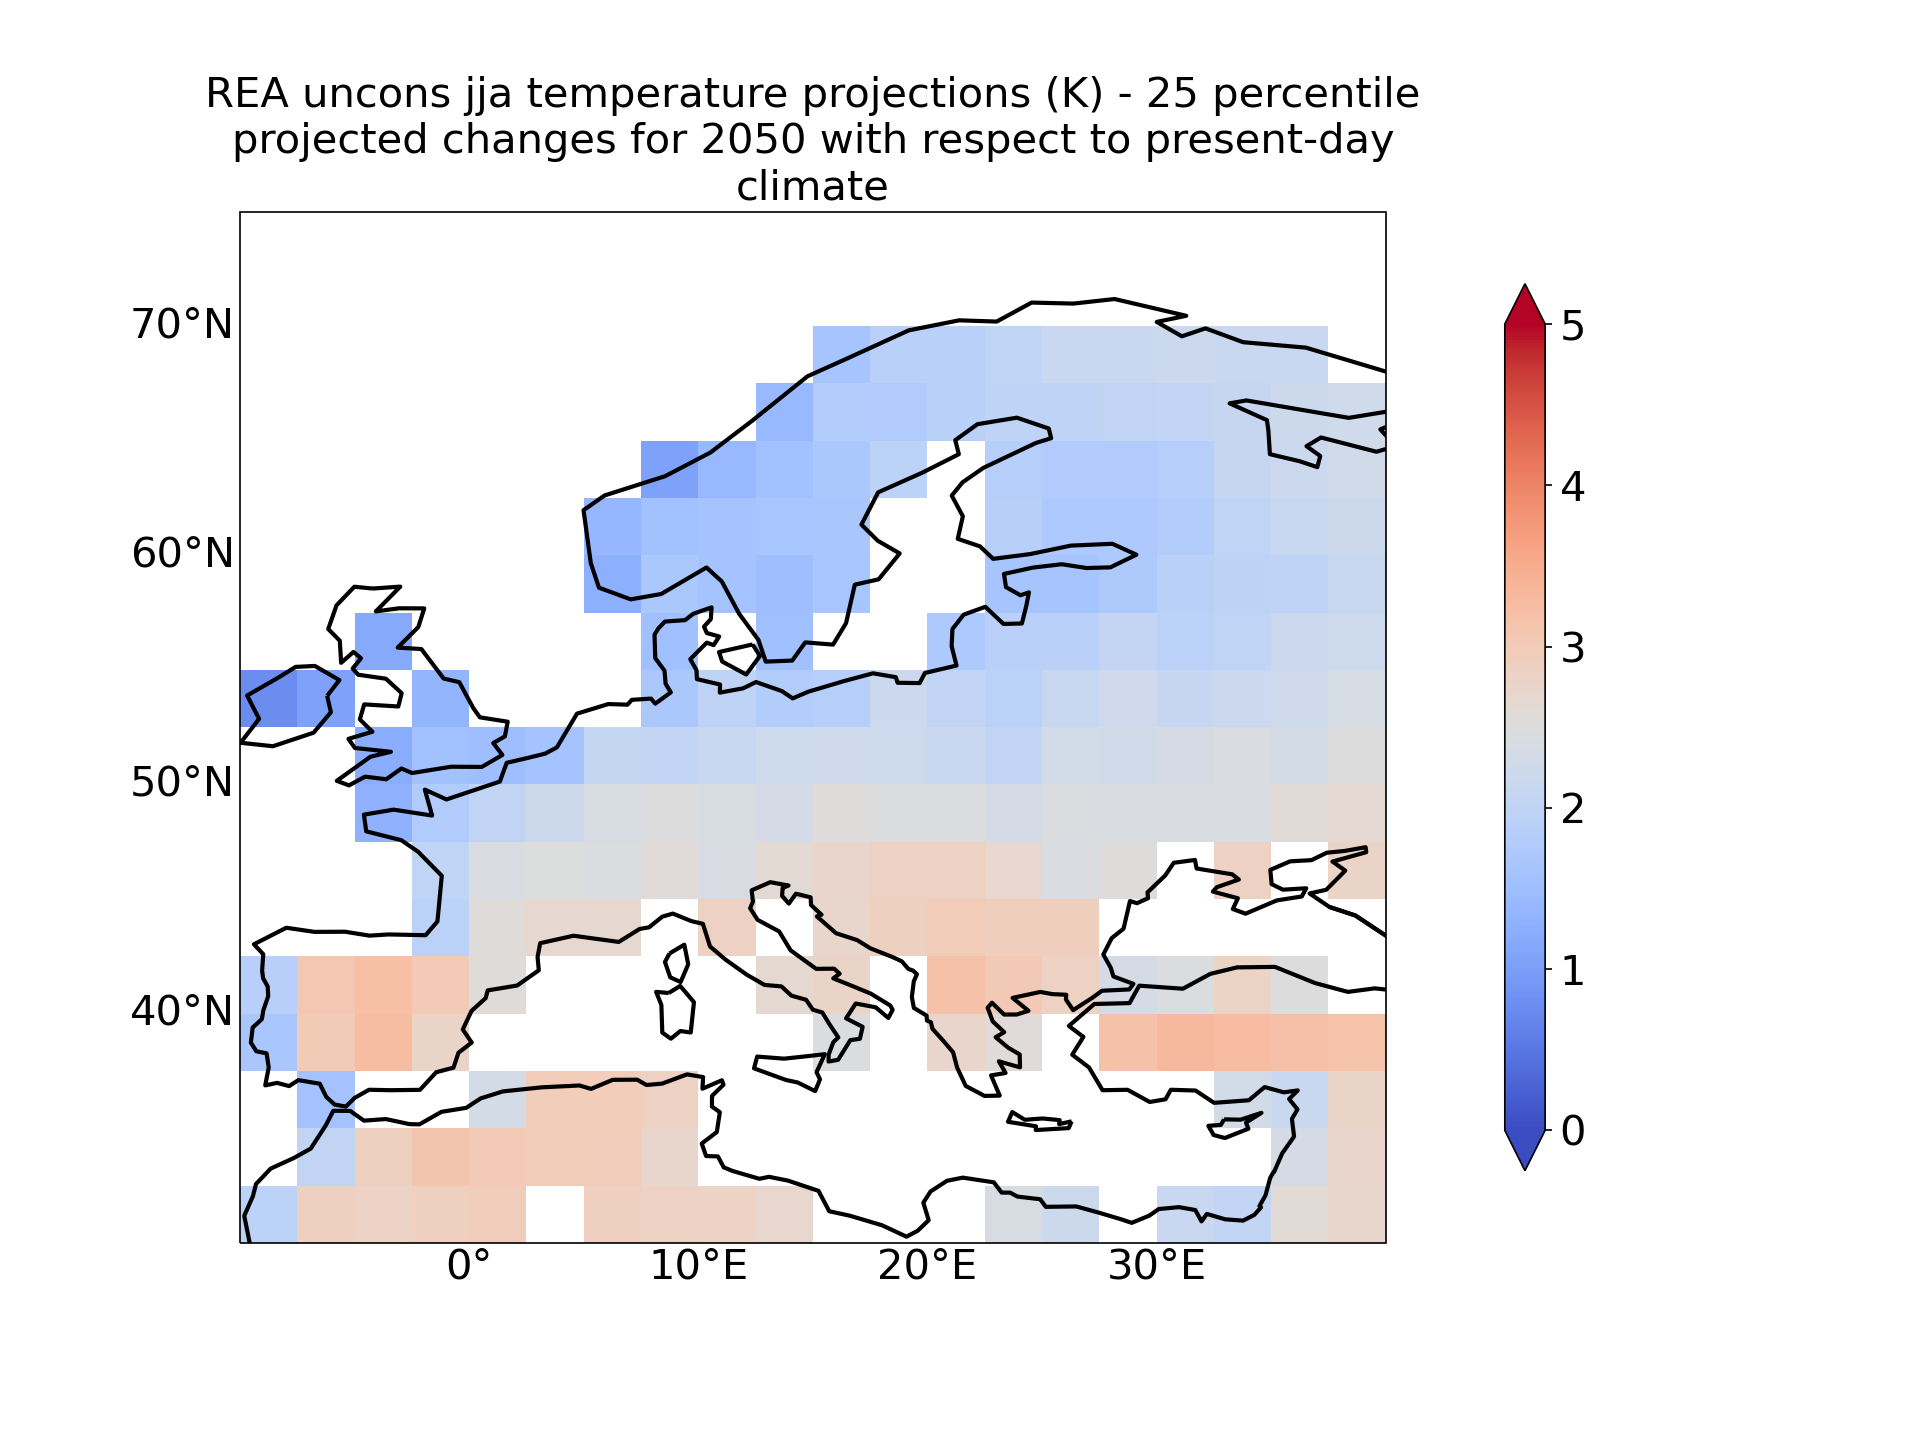 REA uncons jja temperature projections (K) - 25 percentile
projected changes for 2050 with respect to present-day
climate
70°N
60°N
50°N
40°N
0°
10°E
20°E
30°E
5
4
3
2
1
0